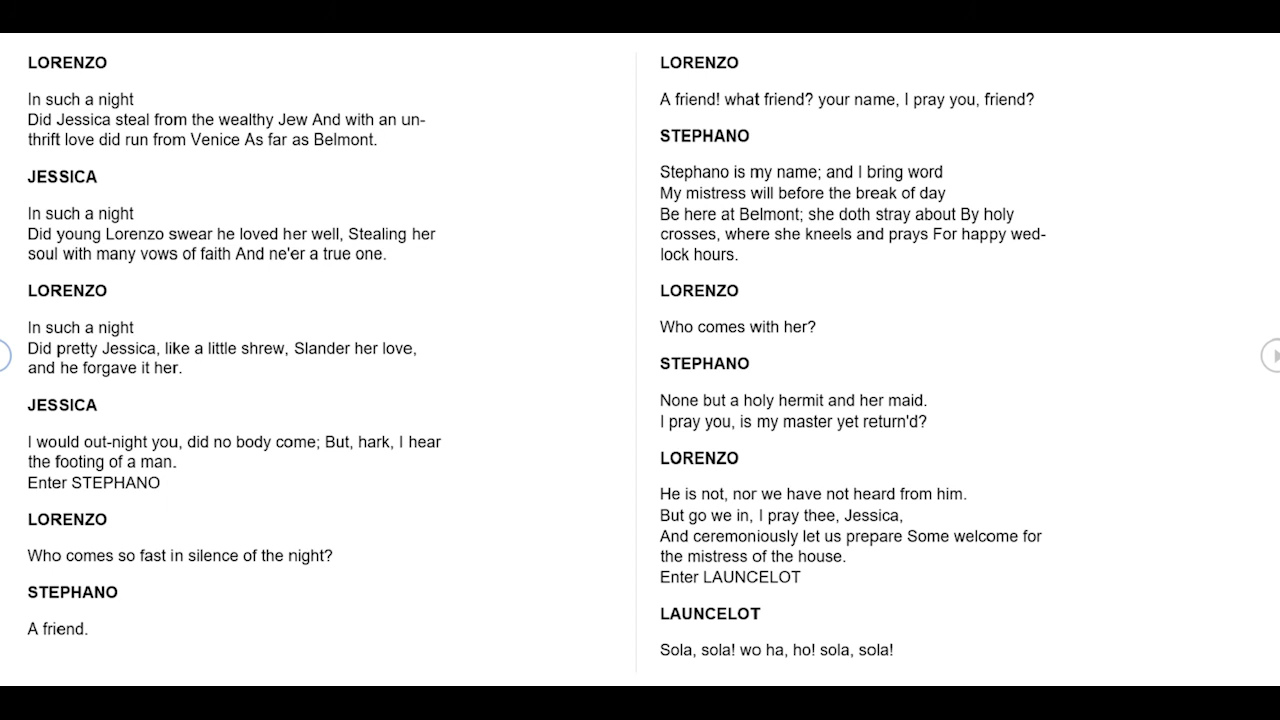 LORENZO
In such a night
Did Jessica steal from the wealthy Jew And with an un-
thrift love did run from Venice As far as Belmont.
JESSICA
In such a night
Did young Lorenzo swear he loved her well, Stealing her
soul with many vows of faith And ne'er a true one.
LORENZO
In such a night
Did pretty Jessica, like a little shrew, Slander her love,
and he forgave it her.
JESSICA
I would out-night you, did no body come; But, hark, I hear
the footing of a man.
Enter STEPHANO
LORENZO
Who comes so fast in silence of the night?
STEPHANO
A friend.
LORENZO
A friend! what friend? your name, I pray you, friend?
STEPHANO
Stephano is my name; and I bring word
My mistress will before the break of day
Be here at Belmont; she doth stray about By holy
crosses, where she kneels and prays For happy wed-
lock hours.
LORENZO
Who comes with her?
STEPHANO
None but a holy hermit and her maid.
I pray you, is my master yet return'd?
LORENZO
He is not, nor we have not heard from him.
But go we in, I pray thee, Jessica,
And ceremoniously let us prepare Some welcome for
the mistress of the house.
Enter LAUNCELOT
LAUNCELOT
Sola, sola! wo ha, ho! sola, sola!